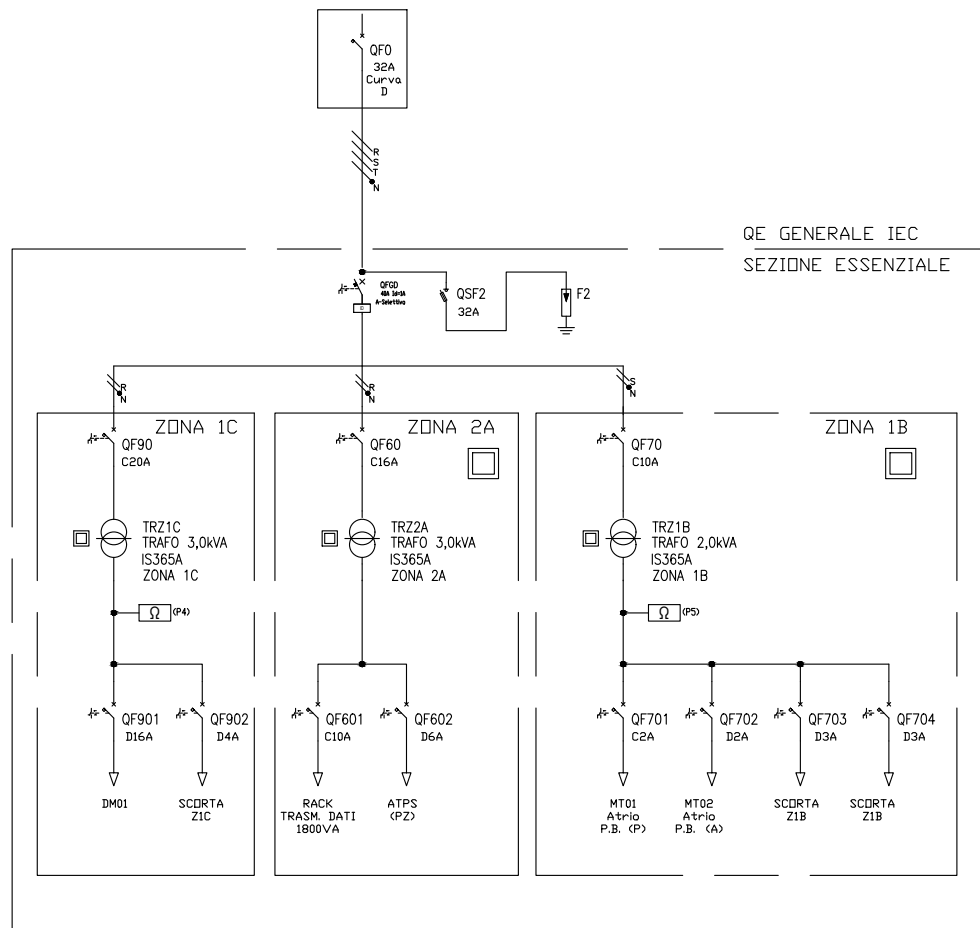 QF0
32A
Curva
D
R
S
T
N
QE GENERALE IEC
SEZIONE ESSENZIALE
QFGD
40A Id=1A
A-Selettivo
QSF2
32A
F2
R
N
R
N
S
N
ZONA 1C
QF90
C20A
TRZ1C
TRAFO 3,0kVA
IS365A
ZONA 1C
Ω
(P4)
QF901
D16A
QF902
D4A
DM01
SCORTA
Z1C
ZONA 2A
QF60
C16A
TRZ2A
TRAFO 3,0kVA
IS365A
ZONA 2A
QF601
C10A
QF602
D6A
RACK
TRASM. DATI
1800VA
ATPS
(PZ)
ZONA 1B
QF70
C10A
TRZ1B
TRAFO 2,0kVA
IS365A
ZONA 1B
Ω
(P5)
QF701
C2A
QF702
D2A
QF703
D3A
QF704
D3A
MT01
Atrio
P.B. (P)
MT02
Atrio
P.B. (A)
SCORTA
Z1B
SCORTA
Z1B